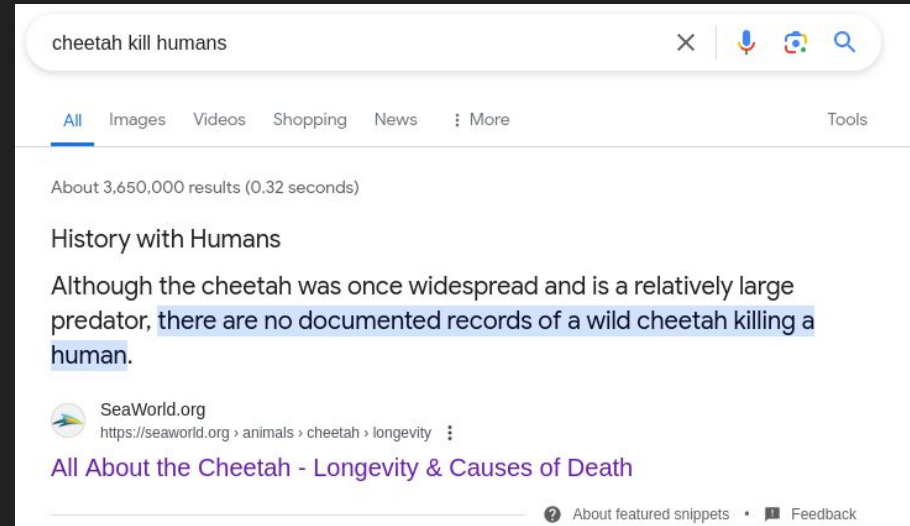 cheetah kill humans
All Images Videos Shopping News More Tools
About 3,650,000 results (0.32 seconds)
History with Humans
Although the cheetah was once widespread and is a relatively large
predator, there are no documented records of a wild cheetah killing a
human.
SeaWorld.org
https://seaworld.org › animals › cheetah › longevity
All About the Cheetah - Longevity & Causes of Death
About featured snippets • Feedback